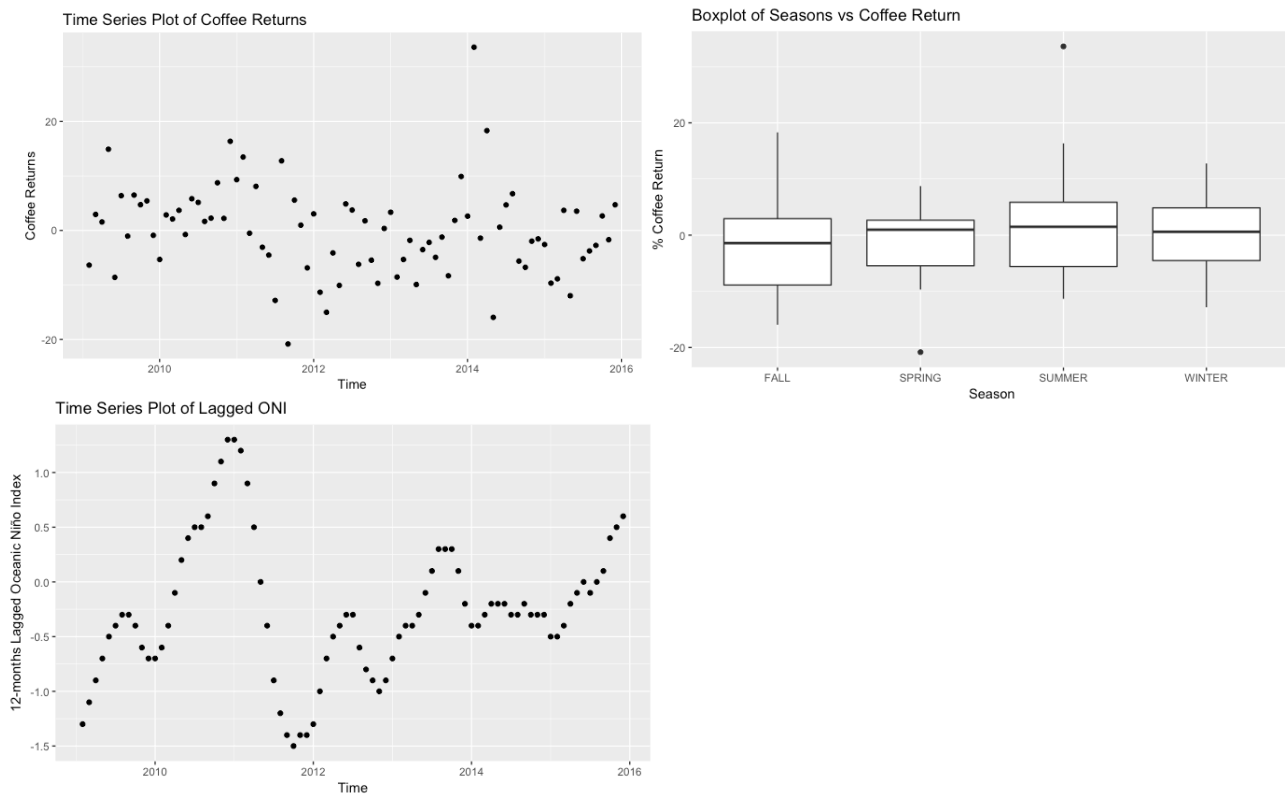 Time Series Plot of Coffee Returns
20
0
-20
Coffee Returns
2010
2012
2014
2016
Time
Boxplot of Seasons vs Coffee Return
20
0
-20
% Coffee Return
FALL
SPRING
SUMMER
WINTER
Season
Time Series Plot of Lagged ONI
1.0
0.5
0.0
-0.5
-1.0
-1.5
12-months Lagged Oceanic Niño Index
2010
2012
2014
2016
Time